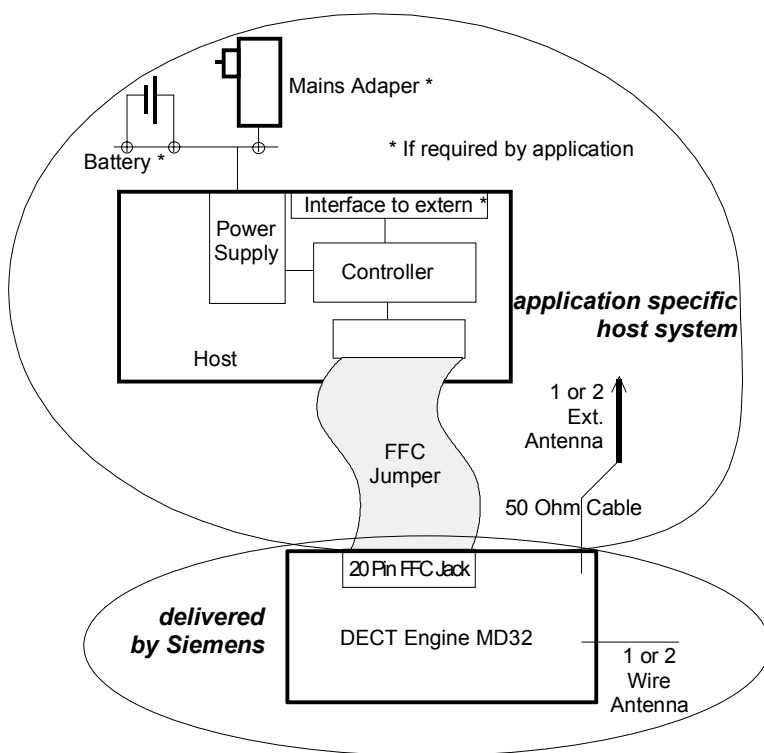 Mains Adaper *
Battery *
* If required by application
Interface to extern *
Power
Supply
Controller
application specific
host system
Host
1 or 2
Ext.
Antenna
FFC
Jumper
50 Ohm Cable
20 Pin FFC Jack
delivered
by Siemens
DECT Engine MD32
1 or 2
Wire
Antenna